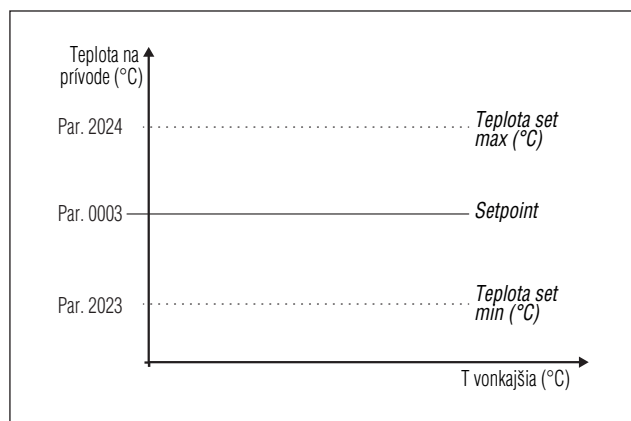 Teplota na
prívode (°C)
Par. 2024
Teplota set
max (°C)
Par. 0003
Setpoint
Par. 2023
Teplota set
min (°C)
T vonkajšia (°C)